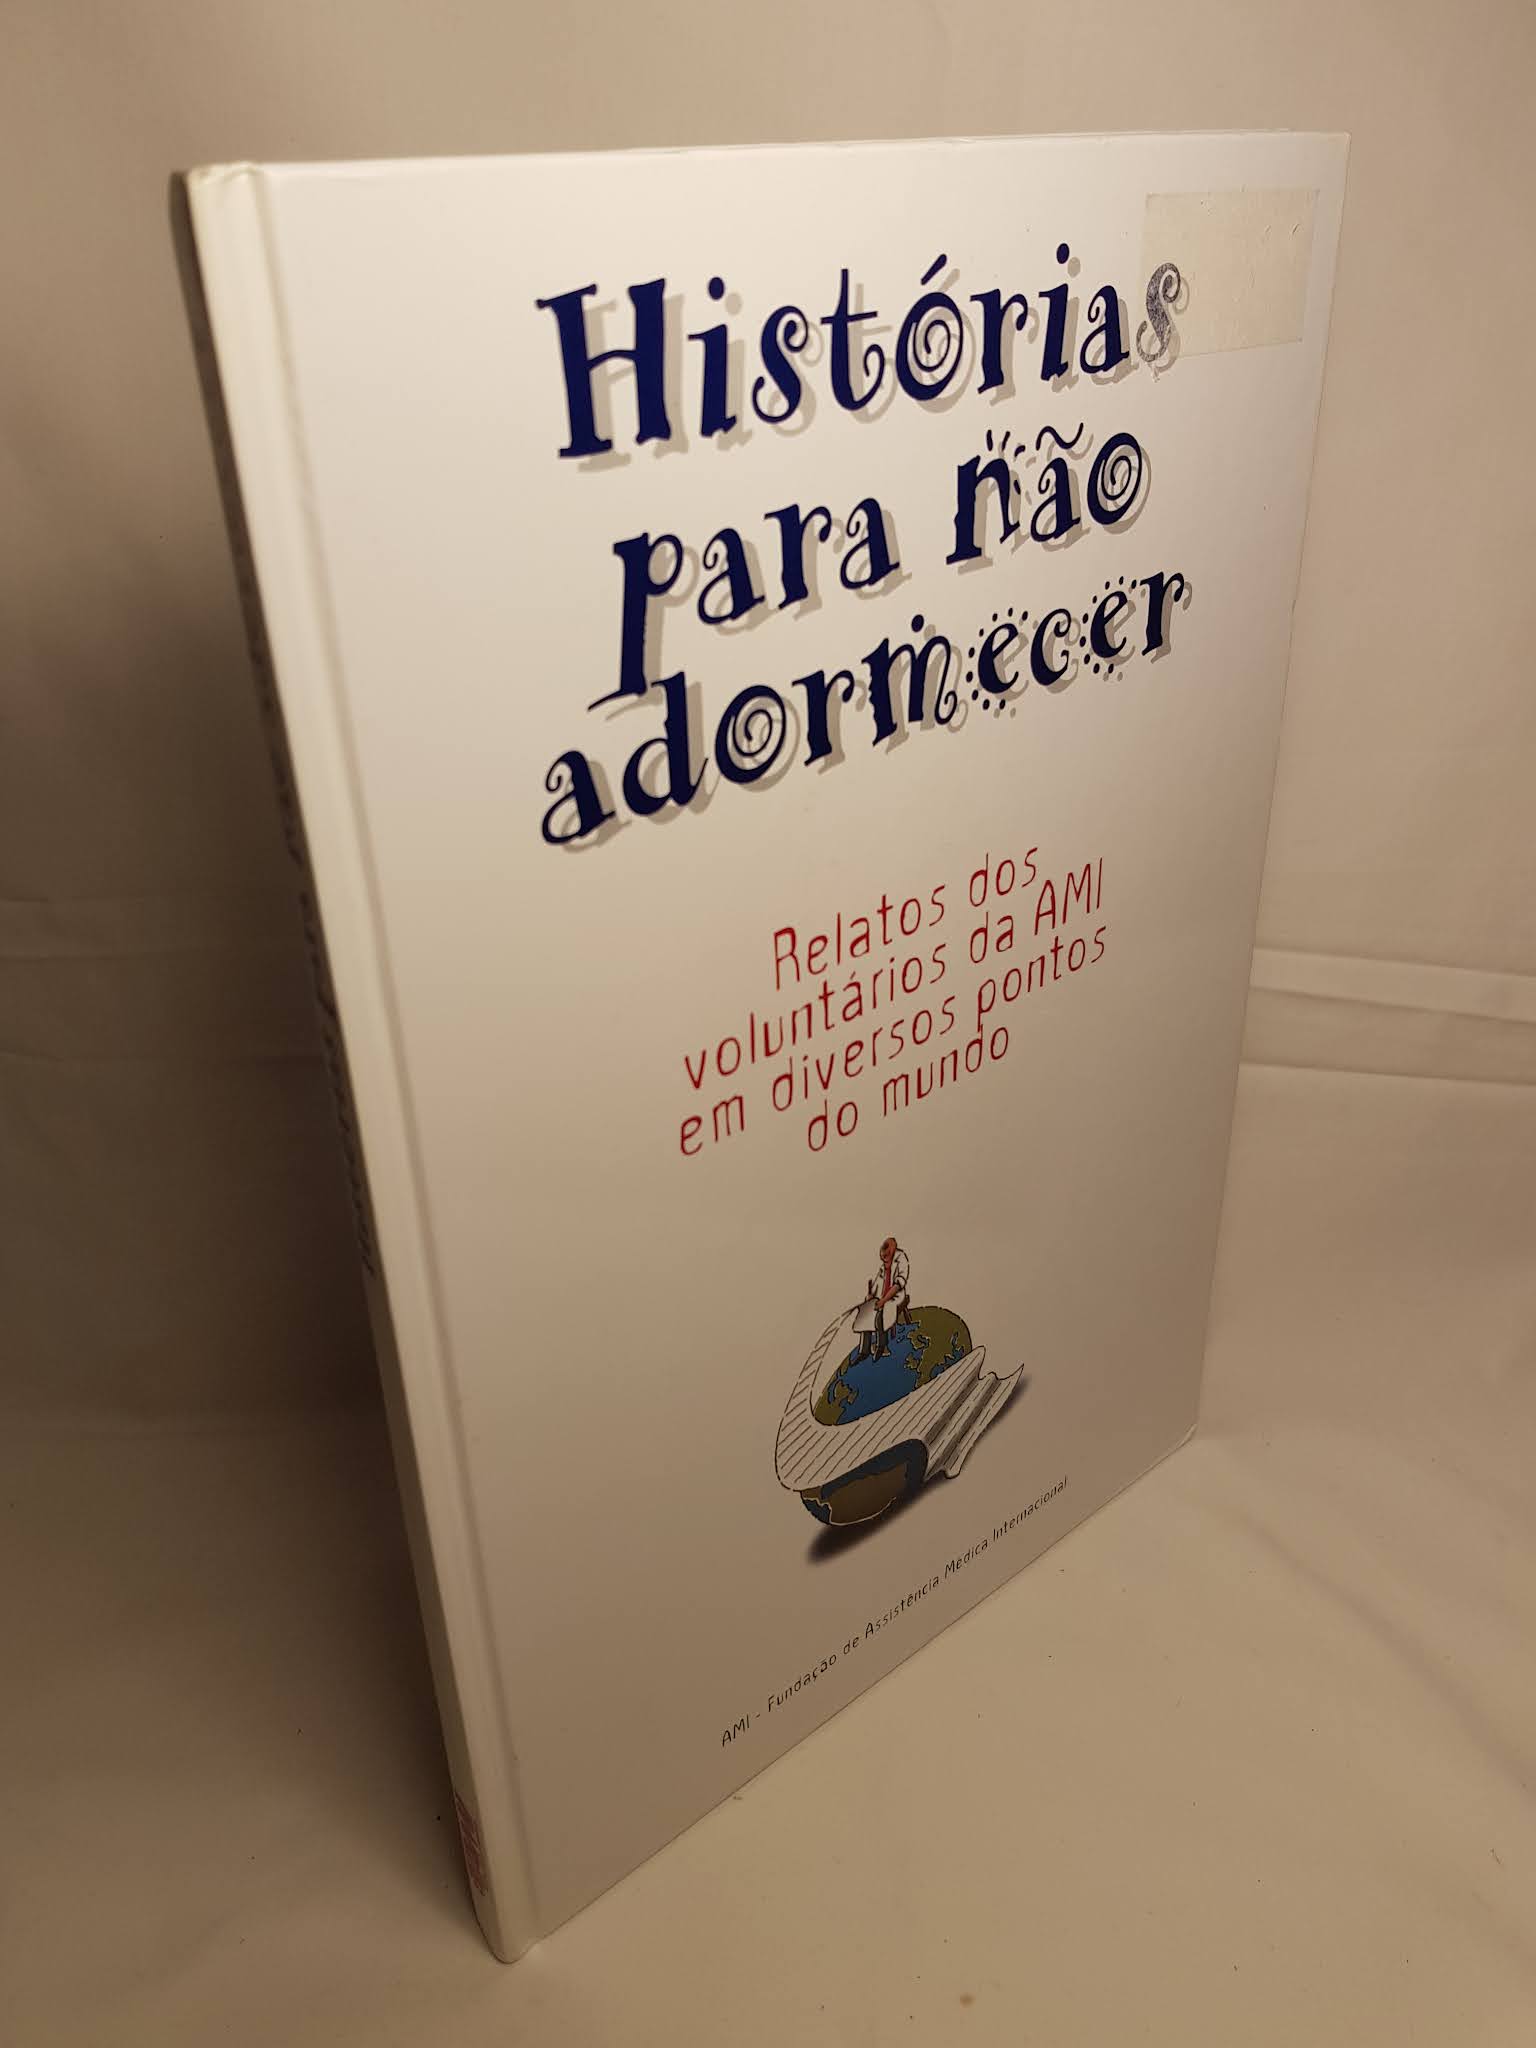 Histórias
para não
adormecer
Relatos dos
voluntários da AMI
em diversos pontos
do mundo
AMI - Fundação de Assistência Médica Internacional